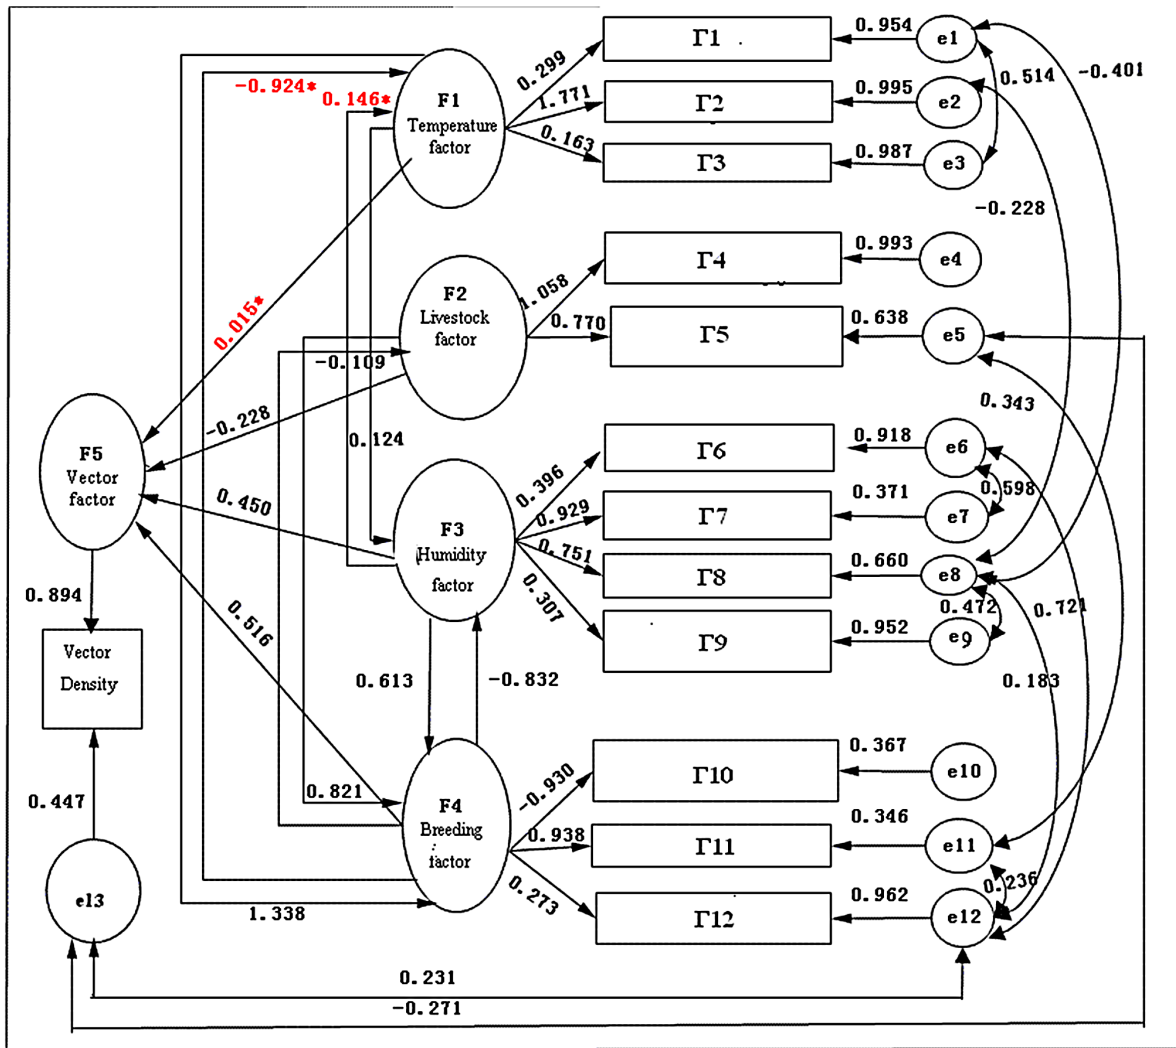 Γ1
0.954
e1
0.299
0.514
-0.401
-0.924*
0.146*
F1
Temperature
factor
1.771
Γ2
0.995
e2
0.163
Γ3
0.987
e3
-0.228
F2
Livestock
factor
1.058
Γ4
0.993
e4
0.015*
0.770
Γ5
0.638
e5
-0.109
0.343
-0.228
0.124
F5
Vector
factor
0.396
Γ6
0.918
e6
0.598
0.450
F3
Humidity
factor
0.929
Γ7
0.371
e7
0.751
Γ8
0.660
e8
0.472
0.721
0.307
Γ9
0.952
e9
0.183
0.894
0.516
Vector
Density
0.613
-0.832
0.447
0.821
F4
Breeding
factor
-0.930
Γ10
0.367
e10
0.938
Γ11
0.346
e11
0.236
0.273
Γ12
0.962
e12
e13
1.338
0.231
-0.271